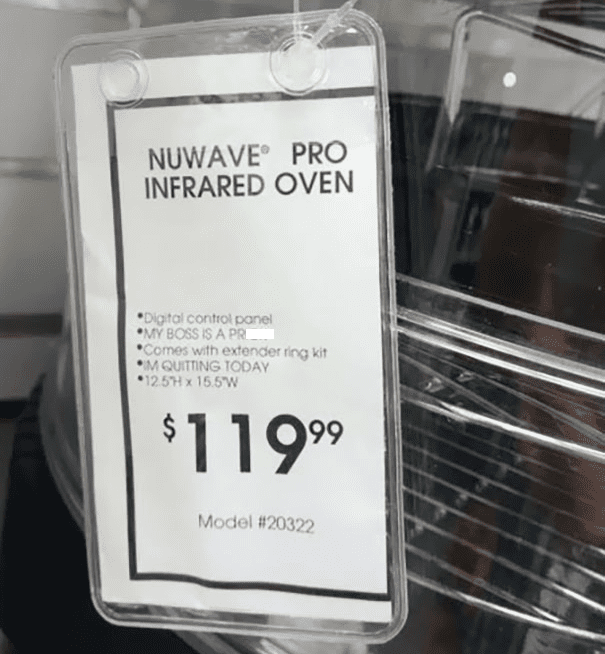 NUWAVE® PRO
INFRARED OVEN
•Digital control panel
•MY BOSS IS A PR
•Comes with extender ring kit
•IM QUITTING TODAY
•12.5"H x 15.5"W
$119⁹⁹
Model #20322